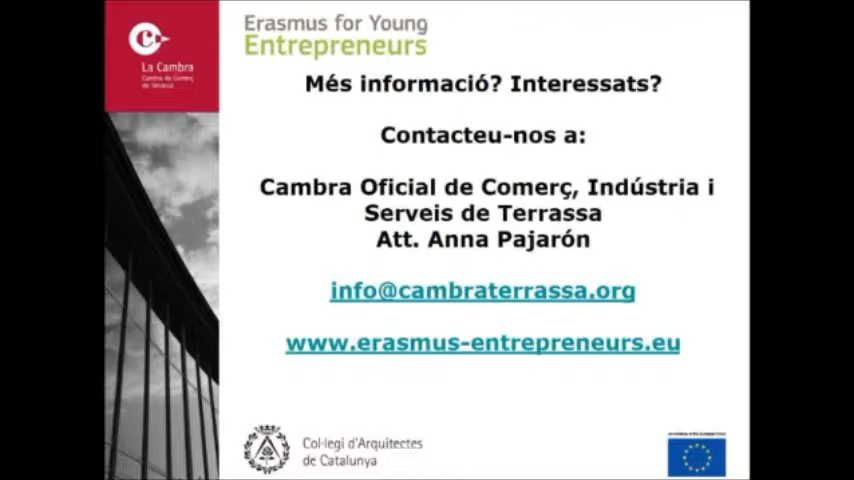 La Cambra
Cambra de Comerç
de Terrassa
Erasmus for Young
Entrepreneurs
Més informació? Interessats?
Contacteu-nos a:
Cambra Oficial de Comerç, Indústria i
Serveis de Terrassa
Att. Anna Pajarón
info@cambraterrassa.org
www.erasmus-entrepreneurs.eu
Col·legi d'Arquitectes
de Catalunya